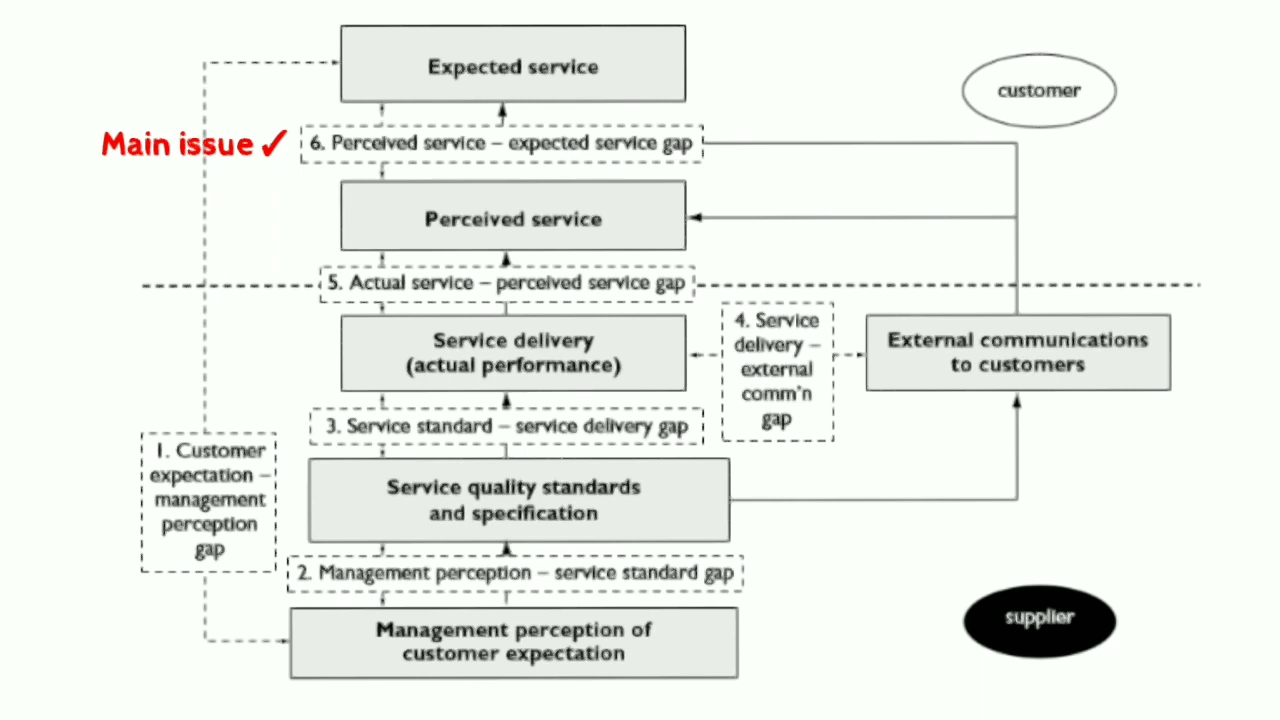 Expected service
customer
Main issue ✓
6. Perceived service – expected service gap
Perceived service
5. Actual service – perceived service gap
Service delivery
(actual performance)
4. Service
delivery –
external
comm'n
gap
External communications
to customers
3. Service standard – service delivery gap
1. Customer
expectation –
management
perception
gap
Service quality standards
and specification
2. Management perception – service standard gap
Management perception of
customer expectation
supplier